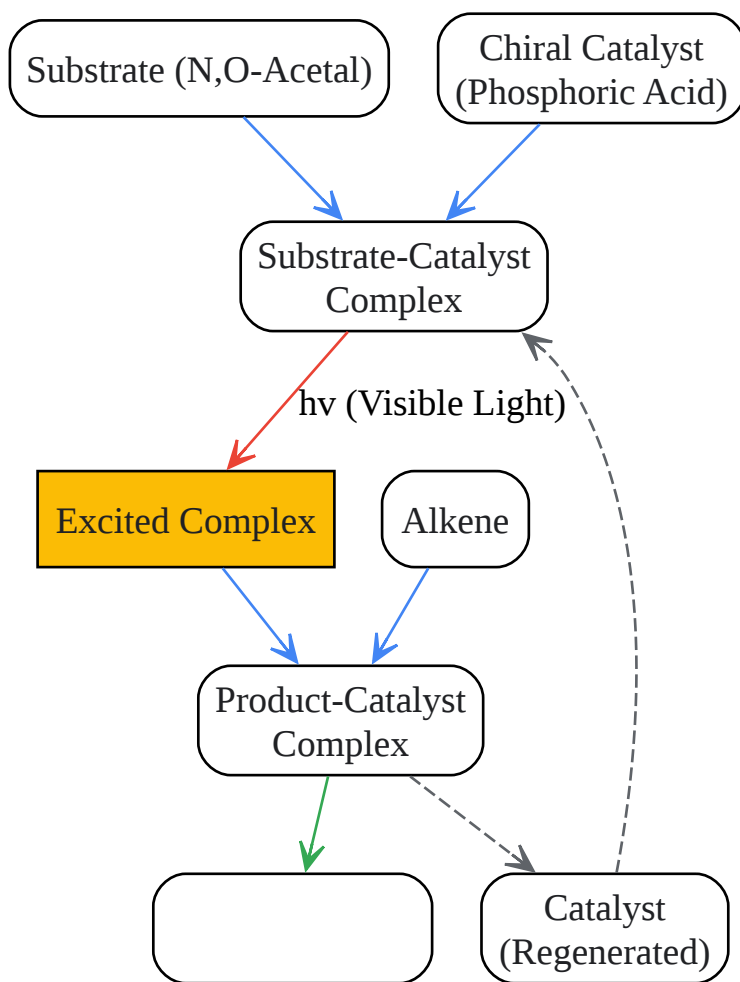 Substrate (N,O-Acetal)
Chiral Catalyst
(Phosphoric Acid)
Substrate-Catalyst
Complex
hv (Visible Light)
Excited Complex
Alkene
Product-Catalyst
Complex
Catalyst
(Regenerated)